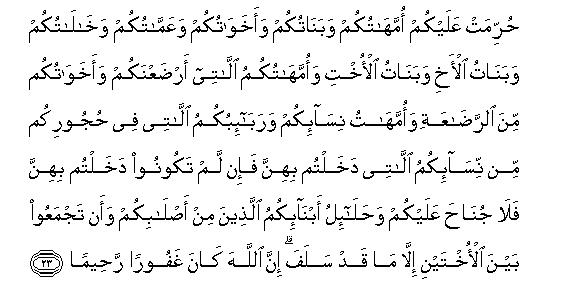 حُرِّمَتْ عَلَيْكُمْ أُمَّهَٰتُكُمْ وَبَنَاتُكُمْ وَأَخَوَٰتُكُمْ وَعَمَّٰتُكُمْ وَخَٰلَٰتُكُمْ
وَبَنَاتُ ٱلْأَخِ وَبَنَاتُ ٱلْأُخْتِ وَأُمَّهَٰتُكُمُ ٱلَّٰتِىٓ أَرْضَعْنَكُمْ وَأَخَوَٰتُكُم
مِّنَ ٱلرَّضَٰعَةِ وَأُمَّهَٰتُ نِسَآئِكُمْ وَرَبَٰٓئِبُكُمُ ٱلَّٰتِى فِى حُجُورِكُم
مِّن نِّسَآئِكُمُ ٱلَّٰتِى دَخَلْتُم بِهِنَّ فَإِن لَّمْ تَكُونُوا۟ دَخَلْتُم بِهِنَّ
فَلَا جُنَاحَ عَلَيْكُمْ وَحَلَٰٓئِلُ أَبْنَآئِكُمُ ٱلَّذِينَ مِنْ أَصْلَٰبِكُمْ وَأَن تَجْمَعُوا۟
بَيْنَ ٱلْأُخْتَيْنِ إِلَّا مَا قَدْ سَلَفَ ۗ إِنَّ ٱللَّهَ كَانَ غَفُورًا رَّحِيمًا ٢٣